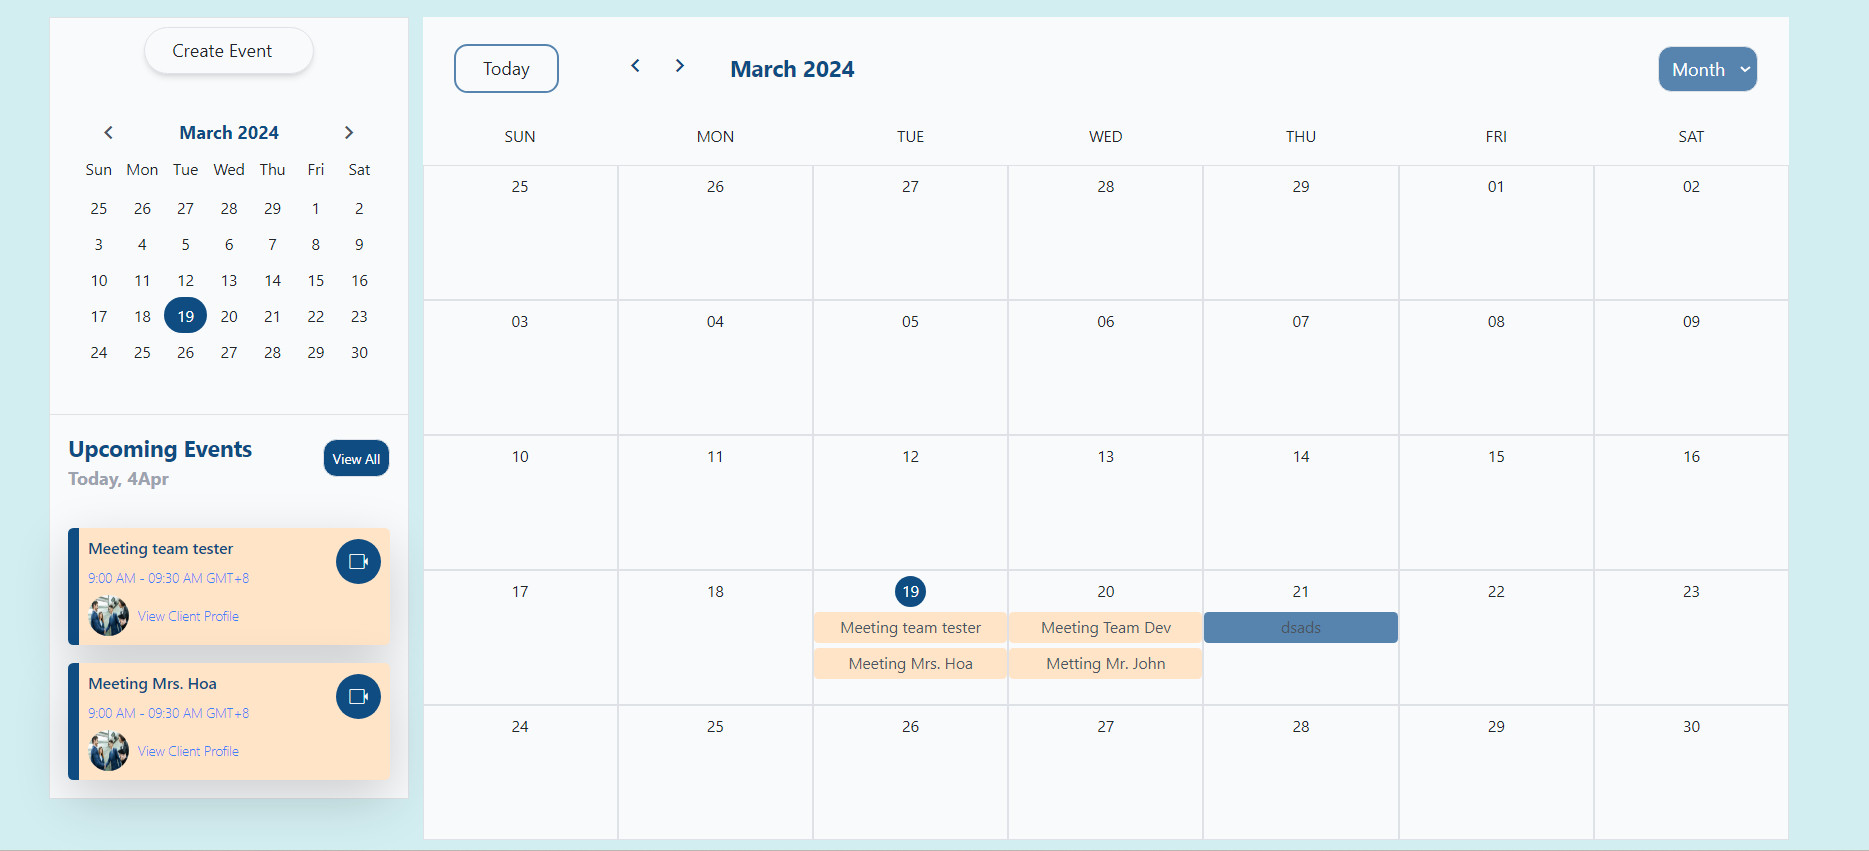 Create Event
March 2024
Sun Mon Tue Wed Thu Fri Sat
25 26 27 28 29 1 2
3 4 5 6 7 8 9
10 11 12 13 14 15 16
17 18 19 20 21 22 23
24 25 26 27 28 29 30
Upcoming Events
View All
Today, 4Apr
Meeting team tester
9:00 AM - 09:30 AM GMT+8
View Client Profile
Meeting Mrs. Hoa
9:00 AM - 09:30 AM GMT+8
View Client Profile
Today
March 2024
Month
SUN MON TUE WED THU FRI SAT
25 26 27 28 29 01 02
03 04 05 06 07 08 09
10 11 12 13 14 15 16
17 18 19 20 21 22 23
Meeting team tester Meeting Team Dev dsads
Meeting Mrs. Hoa Metting Mr. John
24 25 26 27 28 29 30